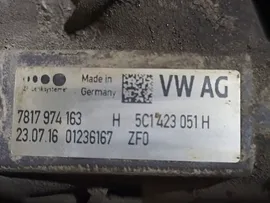 Made in
Germany
VW AG
7817 974 163 H 5C1 423 051 H
23.07.16 01236167 ZF0